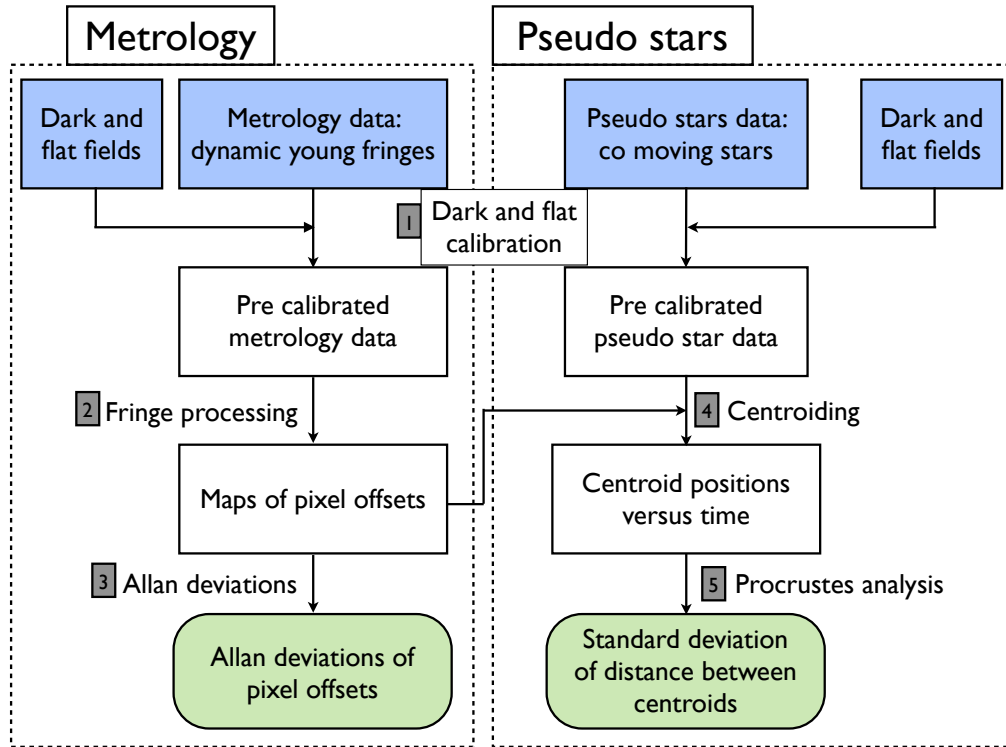 Metrology
Pseudo stars
Dark and
flat fields
Metrology data:
dynamic young fringes
Pseudo stars data:
co moving stars
Dark and
flat fields
1
Dark and flat
calibration
Pre calibrated
metrology data
Pre calibrated
pseudo star data
2 Fringe processing
4 Centroiding
Maps of pixel offsets
Centroid positions
versus time
3 Allan deviations
5 Procrustes analysis
Allan deviations of
pixel offsets
Standard deviation
of distance between
centroids